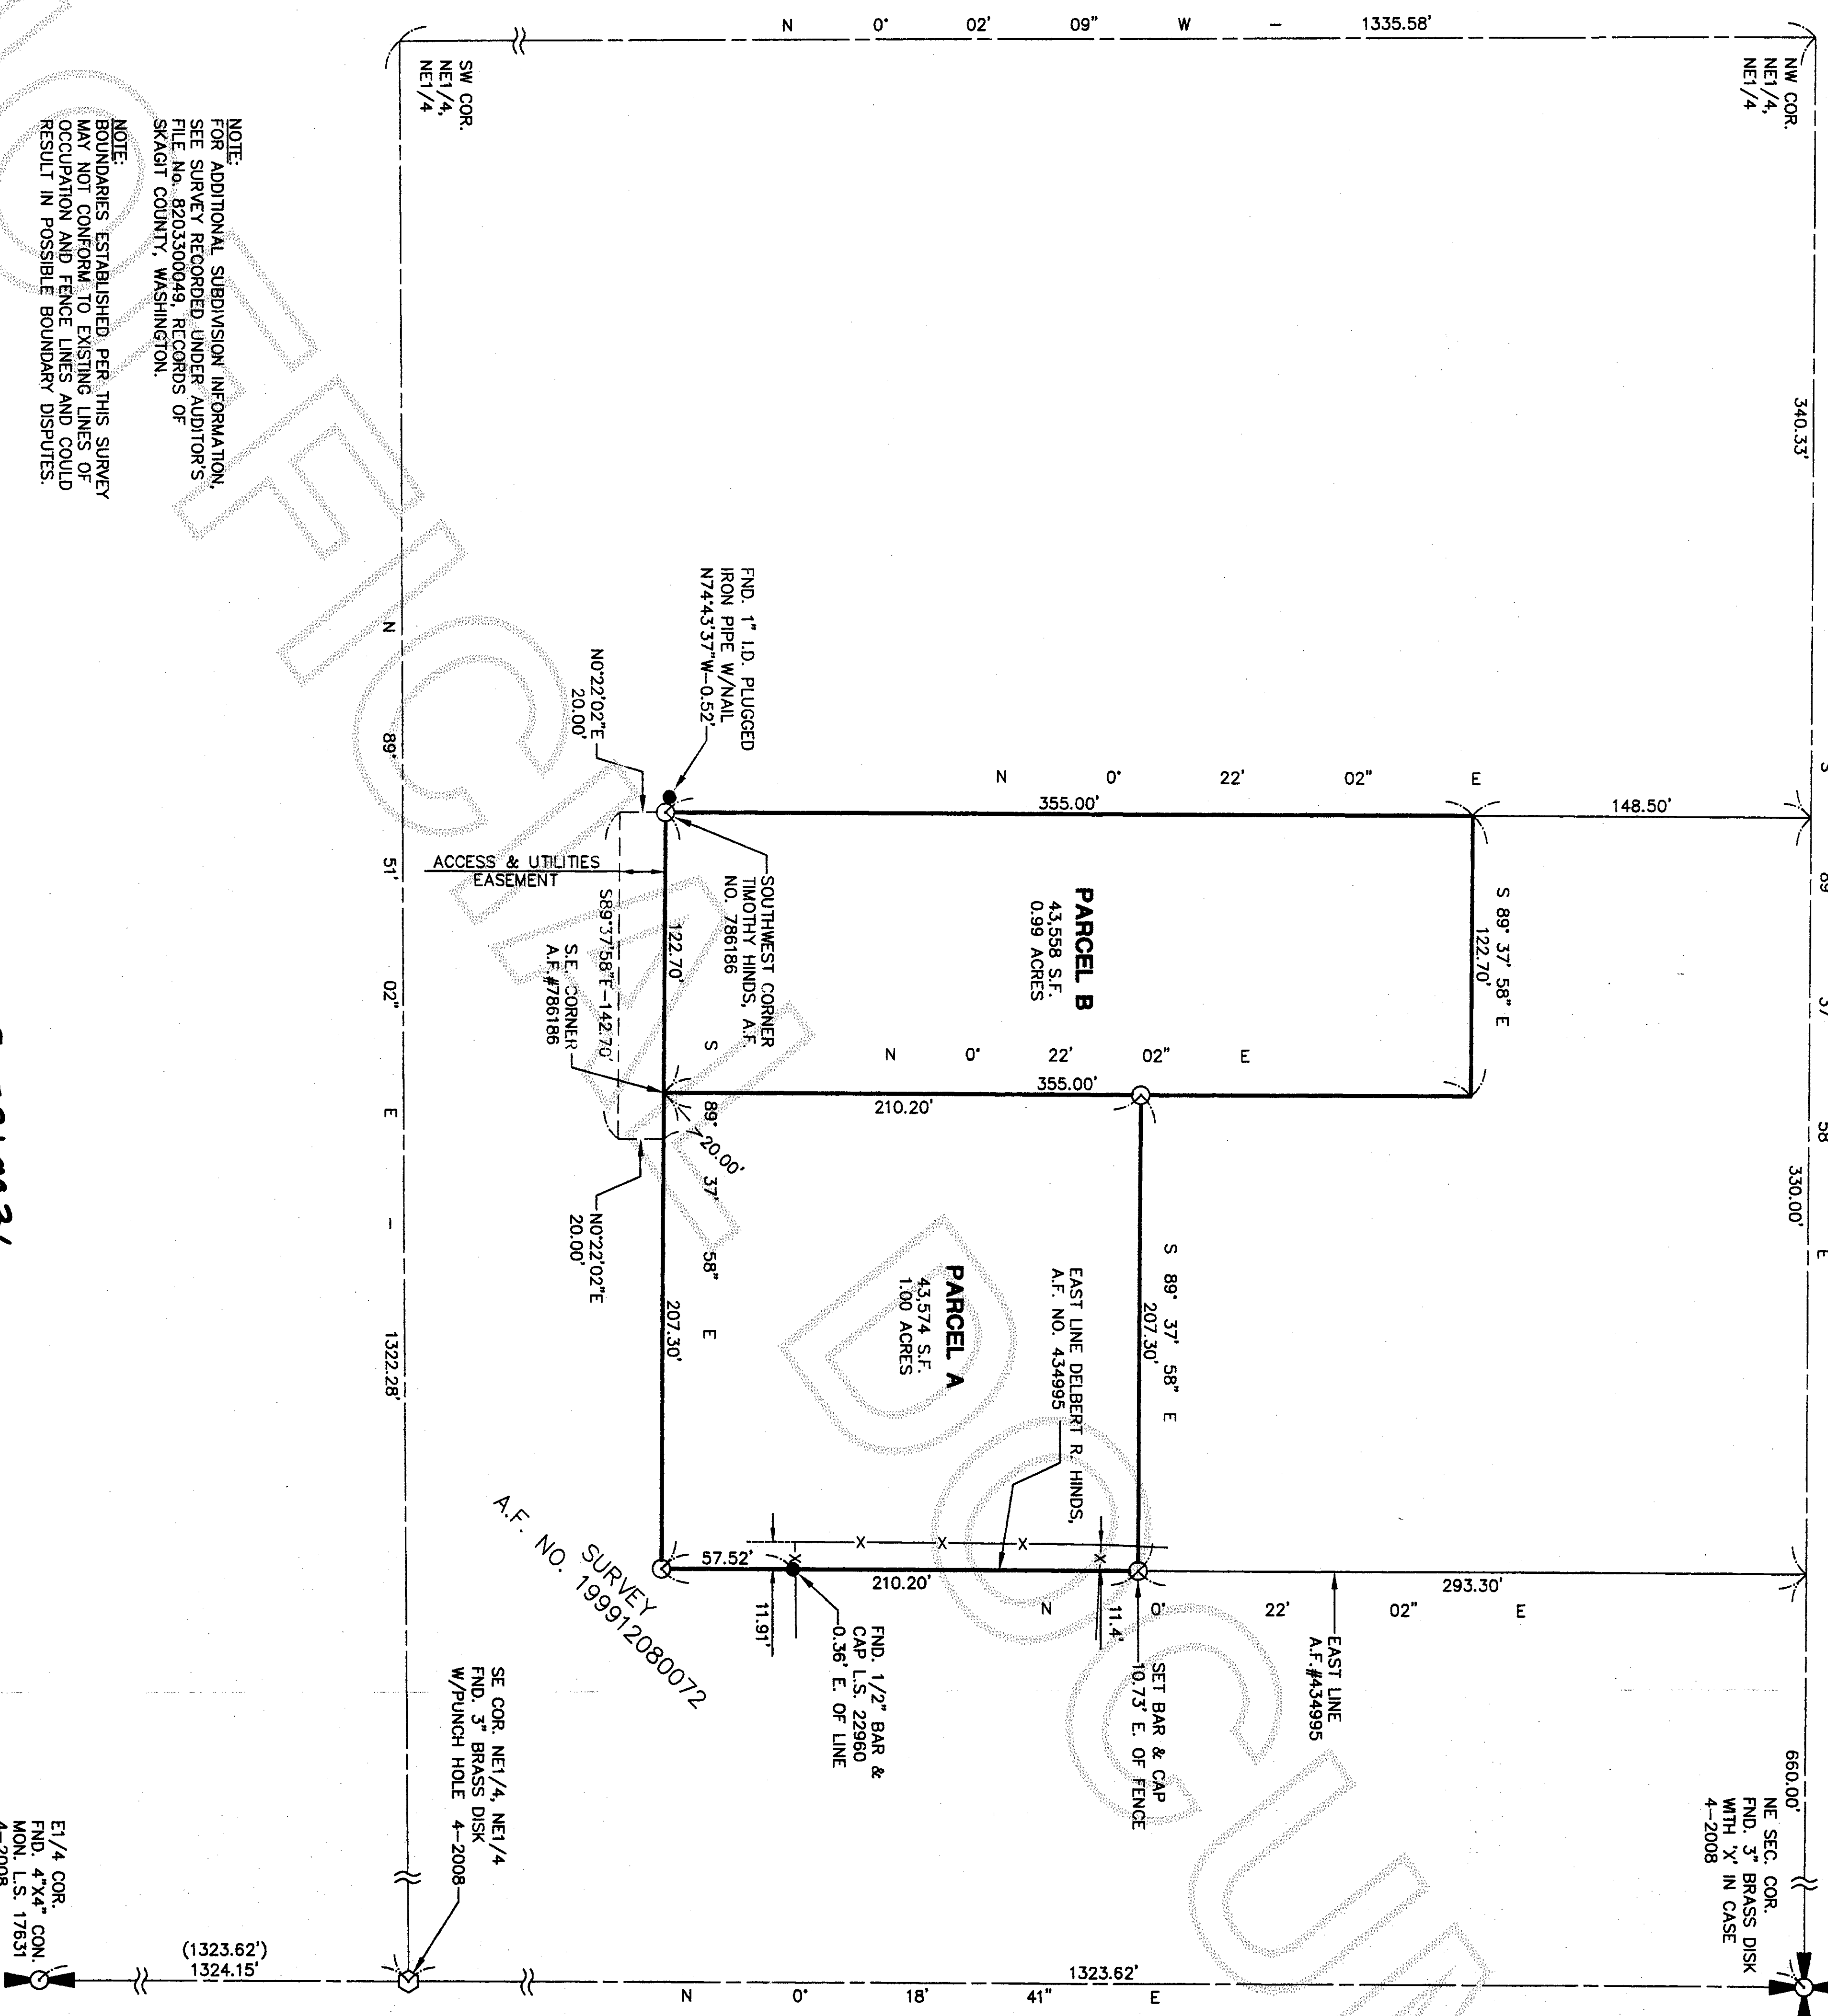 N 0° 02' 09" W - 1335.58'
NW COR.
NE1/4,
NE1/4
SW COR.
NE1/4,
NE1/4
340.33'
330.00'
660.00'
NE SEC. COR.
FND. 3" BRASS DISK
WITH 'X' IN CASE
4-2008
N 0° 22' 02" E
355.00'
148.50'
S 89° 37' 58" E
122.70'
PARCEL B
43,558 S.F.
0.99 ACRES
FND. 1" I.D. PLUGGED
IRON PIPE W/NAIL
N74°43'37"W-0.52'
N0°22'02"E
20.00'
SOUTHWEST CORNER
TIMOTHY HINDS, A.F.
NO. 786186
ACCESS & UTILITIES
EASEMENT
122.70'
S89°37'58"E-142.70'
S.E. CORNER
A.F.#786186
N 0° 22' 02" E
355.00'
210.20'
20.00'
N0°22'02"E
20.00'
S 89° 37' 58" E
207.30'
S 89° 37' 58" E
207.30'
PARCEL A
43,574 S.F.
1.00 ACRES
EAST LINE DELBERT R. HINDS,
A.F. NO. 434995
X X X X X
57.52'
210.20'
11.91'
11.4'
N 0° 22' 02" E
293.30'
EAST LINE
A.F.#434995
SET BAR & CAP
10.73' E. OF FENCE
FND. 1/2" BAR &
CAP L.S. 22960
0.36' E. OF LINE
SURVEY
A.F. NO. 199912080072
SE COR. NE1/4, NE1/4
FND. 3" BRASS DISK
W/PUNCH HOLE 4-2008
E1/4 COR.
FND. 4"X4" CON.
MON. L.S. 17631
4-2008
(1323.62')
1324.15'
1323.62'
N 0° 18' 41" E
N 89° 51' 02" E - 1322.28'
NOTE:
FOR ADDITIONAL SUBDIVISION INFORMATION,
SEE SURVEY RECORDED UNDER AUDITOR'S
FILE No. 8203300049, RECORDS OF
SKAGIT COUNTY, WASHINGTON.
NOTE:
BOUNDARIES ESTABLISHED PER THIS SURVEY
MAY NOT CONFORM TO EXISTING LINES OF
OCCUPATION AND FENCE LINES AND COULD
RESULT IN POSSIBLE BOUNDARY DISPUTES.
OFFICIAL DOCUM